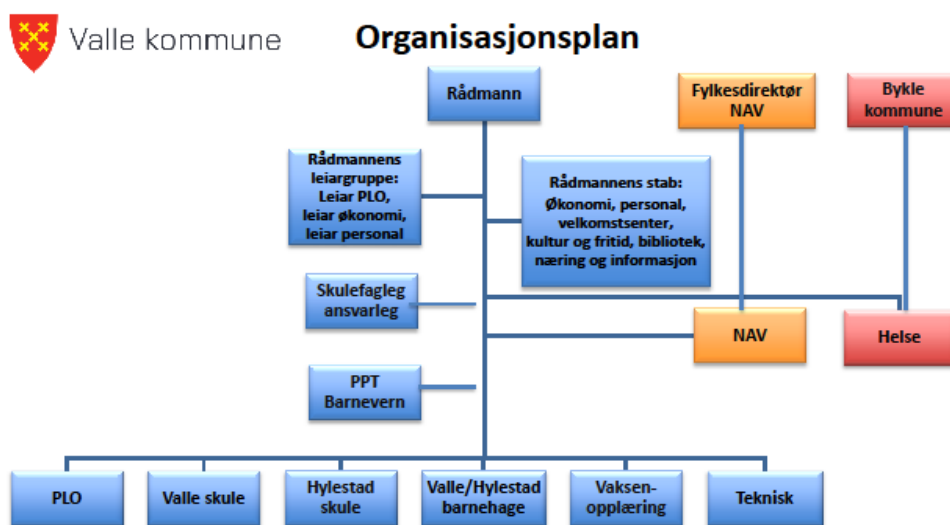 Valle kommune
Organisasjonsplan
Rådmann
Fylkesdirektør
NAV
Bykle
kommune
Rådmannens
leiargruppe:
Leiar PLO,
leiar økonomi,
leiar personal
Rådmannens stab:
Økonomi, personal,
velkomstsenter,
kultur og fritid, bibliotek,
næring og informasjon
Skulefagleg
ansvarleg
NAV
Helse
PPT
Barnevern
PLO
Valle skule
Hylestad
skule
Valle/Hylestad
barnehage
Vaksen-
opplæring
Teknisk